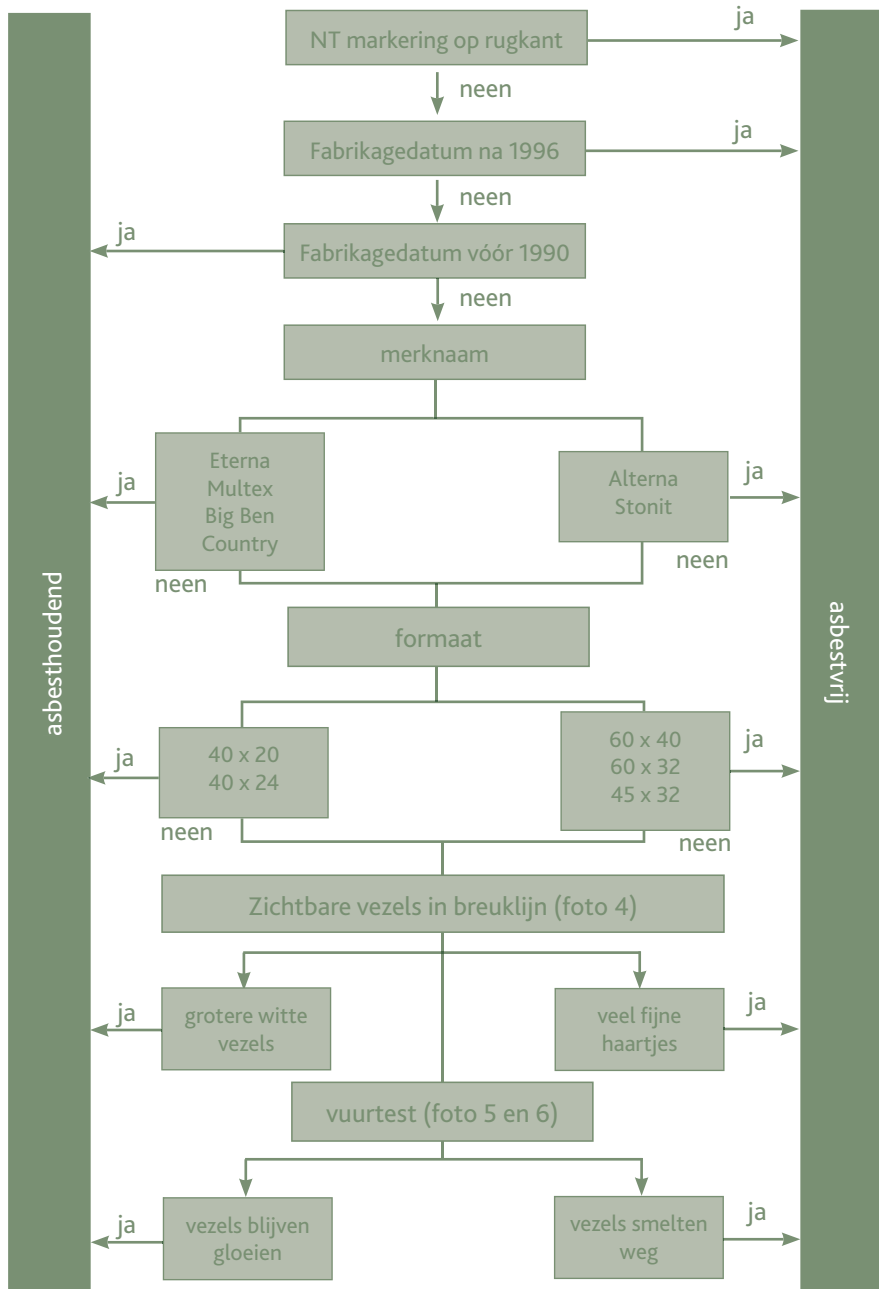 NT markering op rugkant
ja
neen
Fabrikagedatum na 1996
ja
neen
ja
Fabrikagedatum vóór 1990
neen
merknaam
ja
Eterna
Multex
Big Ben
Country
neen
Alterna
Stonit
ja
neen
formaat
asbesthoudend
asbestvrij
ja
40 x 20
40 x 24
neen
60 x 40
60 x 32
45 x 32
ja
neen
Zichtbare vezels in breuklijn (foto 4)
ja
grotere witte
vezels
veel fijne
haartjes
ja
vuurtest (foto 5 en 6)
ja
vezels blijven
gloeien
vezels smelten
weg
ja